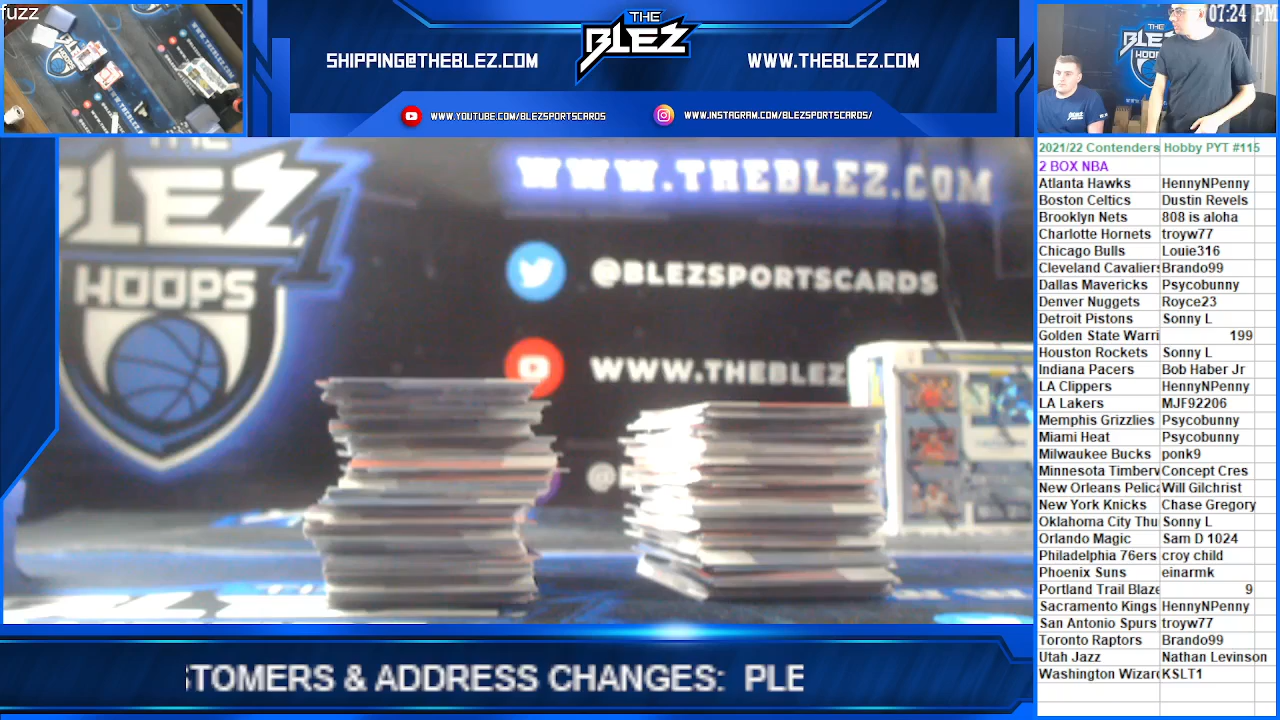 fuzz
SHIPPING@THEBLEZ.COM
THE
BLEZ
WWW.THEBLEZ.COM
WWW.YOUTUBE.COM/BLEZSPORTSCARDS
WWW.INSTAGRAM.COM/BLEZSPORTSCARDS/
07:24 PM
THE
BLEZ
1
HOOPS
WWW.THEBLEZ.COM
@BLEZSPORTSCARDS
WWW.THEBLEZ
2021/22 Contenders Hobby PYT #115
2 BOX NBA
Atlanta Hawks HennyNPenny
Boston Celtics Dustin Revels
Brooklyn Nets 808 is aloha
Charlotte Hornets troyw77
Chicago Bulls Louie316
Cleveland Cavaliers Brando99
Dallas Mavericks Psycobunny
Denver Nuggets Royce23
Detroit Pistons Sonny L
Golden State Warri 199
Houston Rockets Sonny L
Indiana Pacers Bob Haber Jr
LA Clippers HennyNPenny
LA Lakers MJF92206
Memphis Grizzlies Psycobunny
Miami Heat Psycobunny
Milwaukee Bucks ponk9
Minnesota Timberv Concept Cres
New Orleans Pelica Will Gilchrist
New York Knicks Chase Gregory
Oklahoma City Thu Sonny L
Orlando Magic Sam D 1024
Philadelphia 76ers croy child
Phoenix Suns einarmk
Portland Trail Blaze 9
Sacramento Kings HennyNPenny
San Antonio Spurs troyw77
Toronto Raptors Brando99
Utah Jazz Nathan Levinson
Washington Wizard KSLT1
STOMERS & ADDRESS CHANGES: PLE